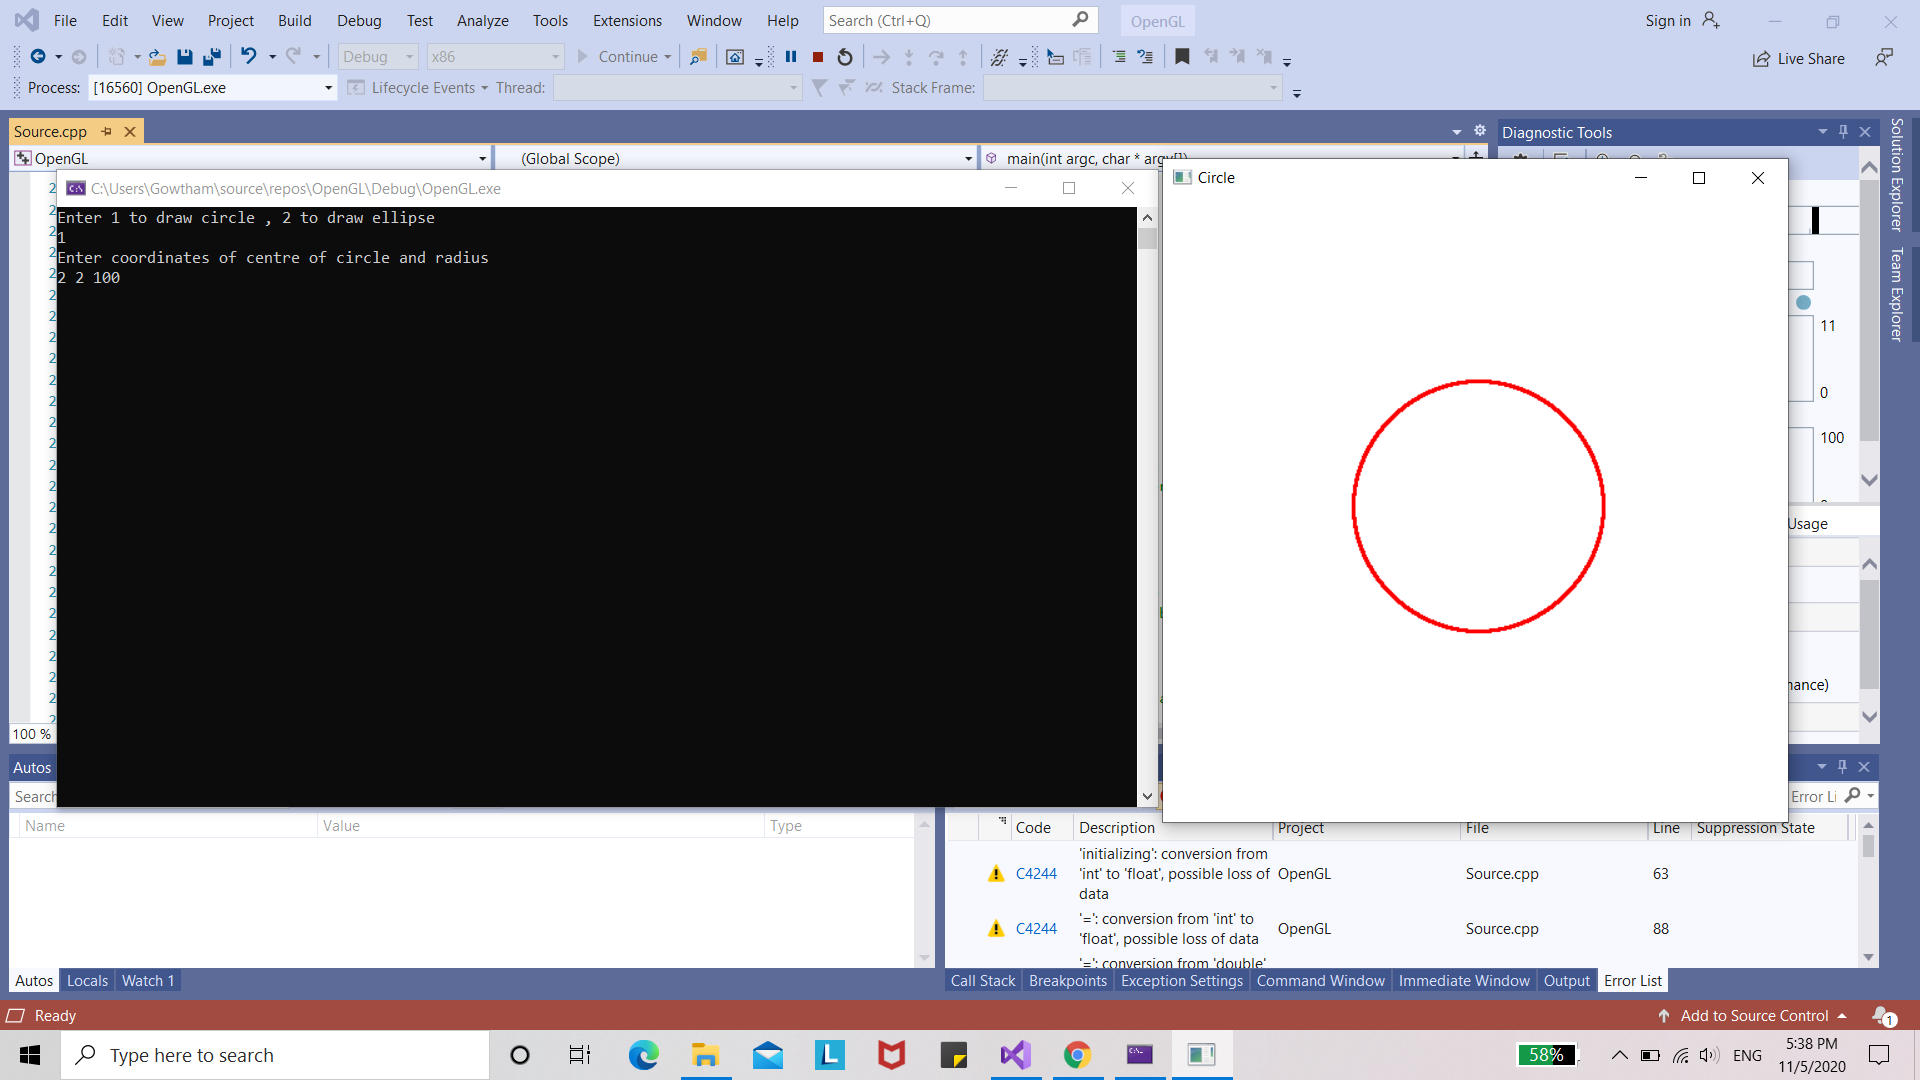 File Edit View Project Build Debug Test Analyze Tools Extensions Window Help Search (Ctrl+Q) OpenGL Sign in
Debug x86 Continue Live Share
Process: [16560] OpenGL.exe Lifecycle Events Thread: Stack Frame:
Source.cpp
OpenGL (Global Scope) main(int argc, char * argv[])
Diagnostic Tools
Solution Explorer
Team Explorer
C:\Users\Gowtham\source\repos\OpenGL\Debug\OpenGL.exe
Enter 1 to draw circle , 2 to draw ellipse
1
Enter coordinates of centre of circle and radius
2 2 100
Circle
11
0
100
Usage
nance)
100 %
Autos
Search
Name Value Type
Autos Locals Watch 1
Error Li
Code Description Project File Line Suppression State
C4244 'initializing': conversion from 'int' to 'float', possible loss of data OpenGL Source.cpp 63
C4244 '=': conversion from 'int' to 'float', possible loss of data OpenGL Source.cpp 88
'=': conversion from 'double'
Call Stack Breakpoints Exception Settings Command Window Immediate Window Output Error List
Ready Add to Source Control 1
Type here to search
58% ENG
5:38 PM
11/5/2020